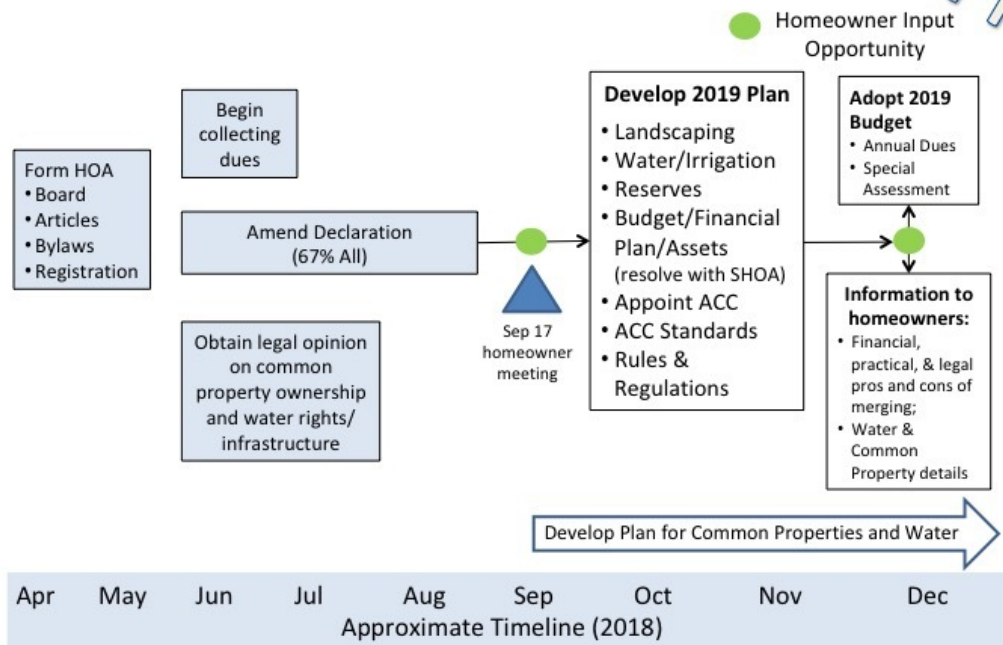 Homeowner Input
Opportunity
Form HOA
• Board
• Articles
• Bylaws
• Registration
Begin
collecting
dues
Amend Declaration
(67% All)
Obtain legal opinion
on common
property ownership
and water rights/
infrastructure
Sep 17
homeowner
meeting
Develop 2019 Plan
• Landscaping
• Water/Irrigation
• Reserves
• Budget/Financial
Plan/Assets
(resolve with SHOA)
• Appoint ACC
• ACC Standards
• Rules &
Regulations
Adopt 2019
Budget
• Annual Dues
• Special
Assessment
Information to
homeowners:
• Financial,
practical, & legal
pros and cons of
merging;
• Water &
Common
Property details
Develop Plan for Common Properties and Water
Apr May Jun Jul Aug Sep Oct Nov Dec
Approximate Timeline (2018)